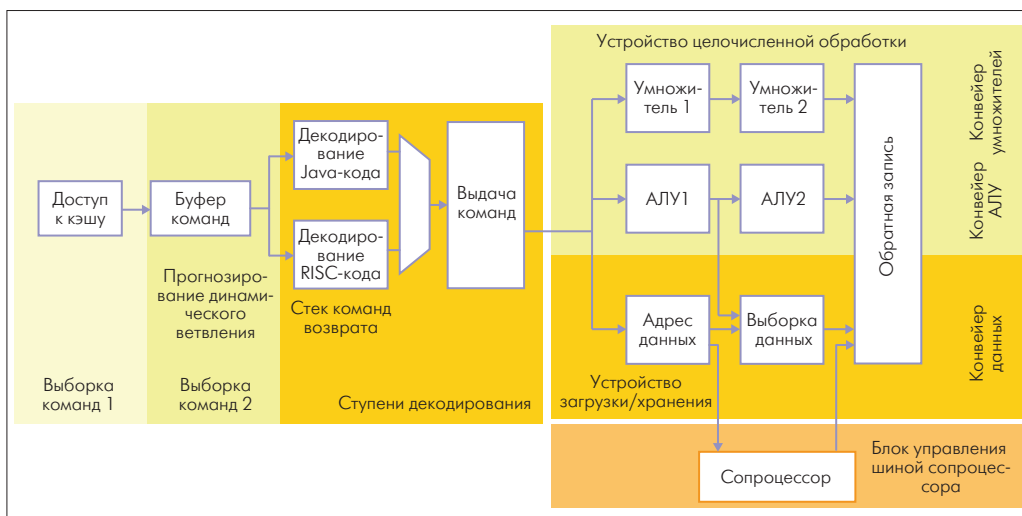 Устройство целочисленной обработки
Умножи-
тель 1
Умножи-
тель 2
Конвейер
умножителей
Декодиро-
вание
Java-кода
Выдача
команд
Доступ
к кэшу
Буфер
команд
АЛУ1
АЛУ2
Обратная запись
Конвейер
АЛУ
Декодиро-
вание
RISC-кода
Прогнозиро-
вание динами-
ческого
ветвления
Стек команд
возврата
Адрес
данных
Выборка
данных
Конвейер
данных
Выборка
команд 1
Выборка
команд 2
Ступени декодирования
Устройство
загрузки/хранения
Сопроцессор
Блок управления
шиной сопроцес-
сора